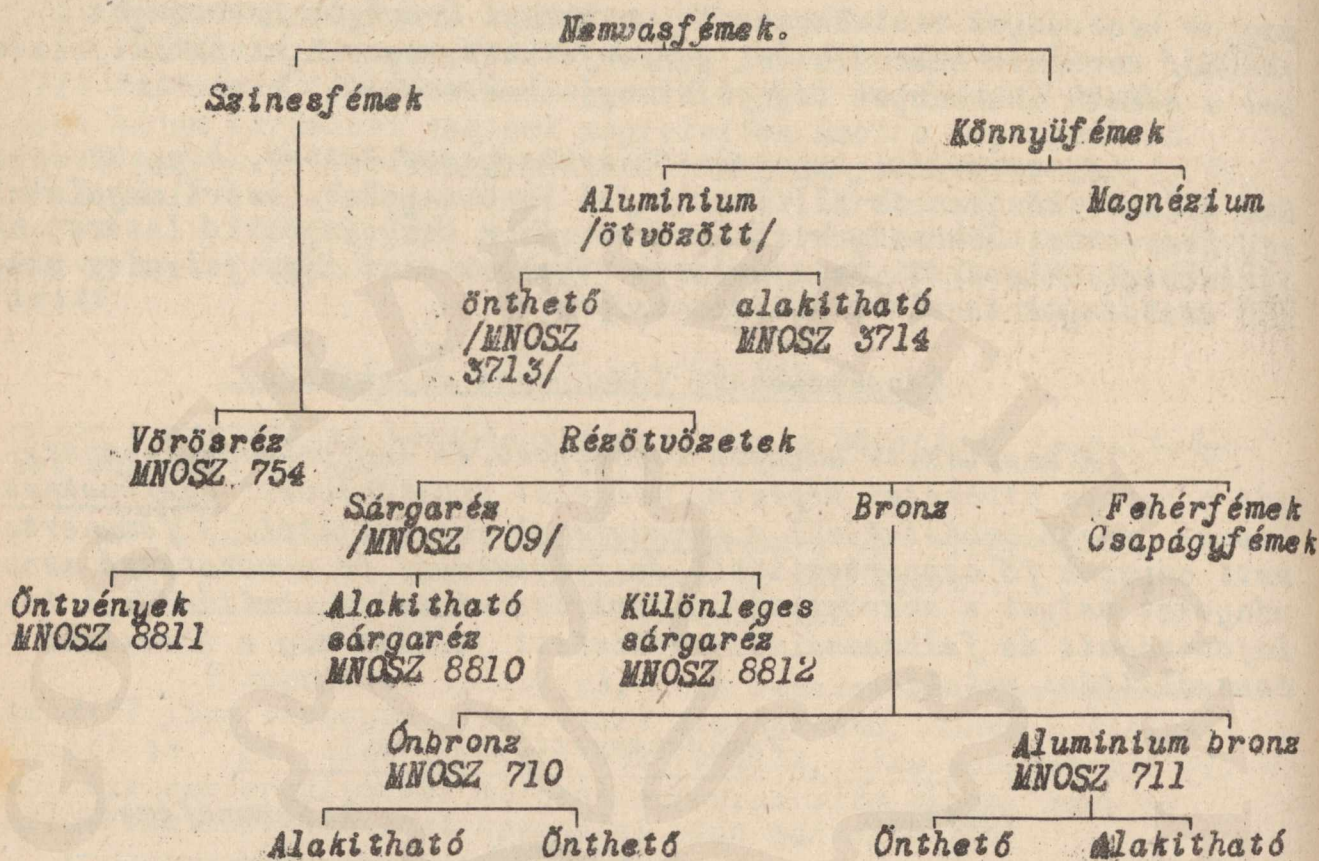 Nemvasfémek.
Szinesfémek
Könnyüfémek
Aluminium
/ötvözött/
Magnézium
önthető
/MNOSZ
3713/
alakitható
MNOSZ 3714
Vörösréz
MNOSZ 754
Rézötvözetek
Sárgaréz
/MNOSZ 709/
Bronz
Fehérfémek
Csapágyfémek
Öntvények
MNOSZ 8811
Alakitható
sárgaréz
MNOSZ 8810
Különleges
sárgaréz
MNOSZ 8812
Ónbronz
MNOSZ 710
Aluminium bronz
MNOSZ 711
Alakitható
Önthető
Önthető
Alakitható